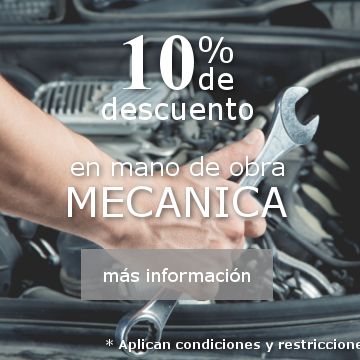 10%
de
descuento
en mano de obra
MECANICA
más información
* Aplican condiciones y restriccione